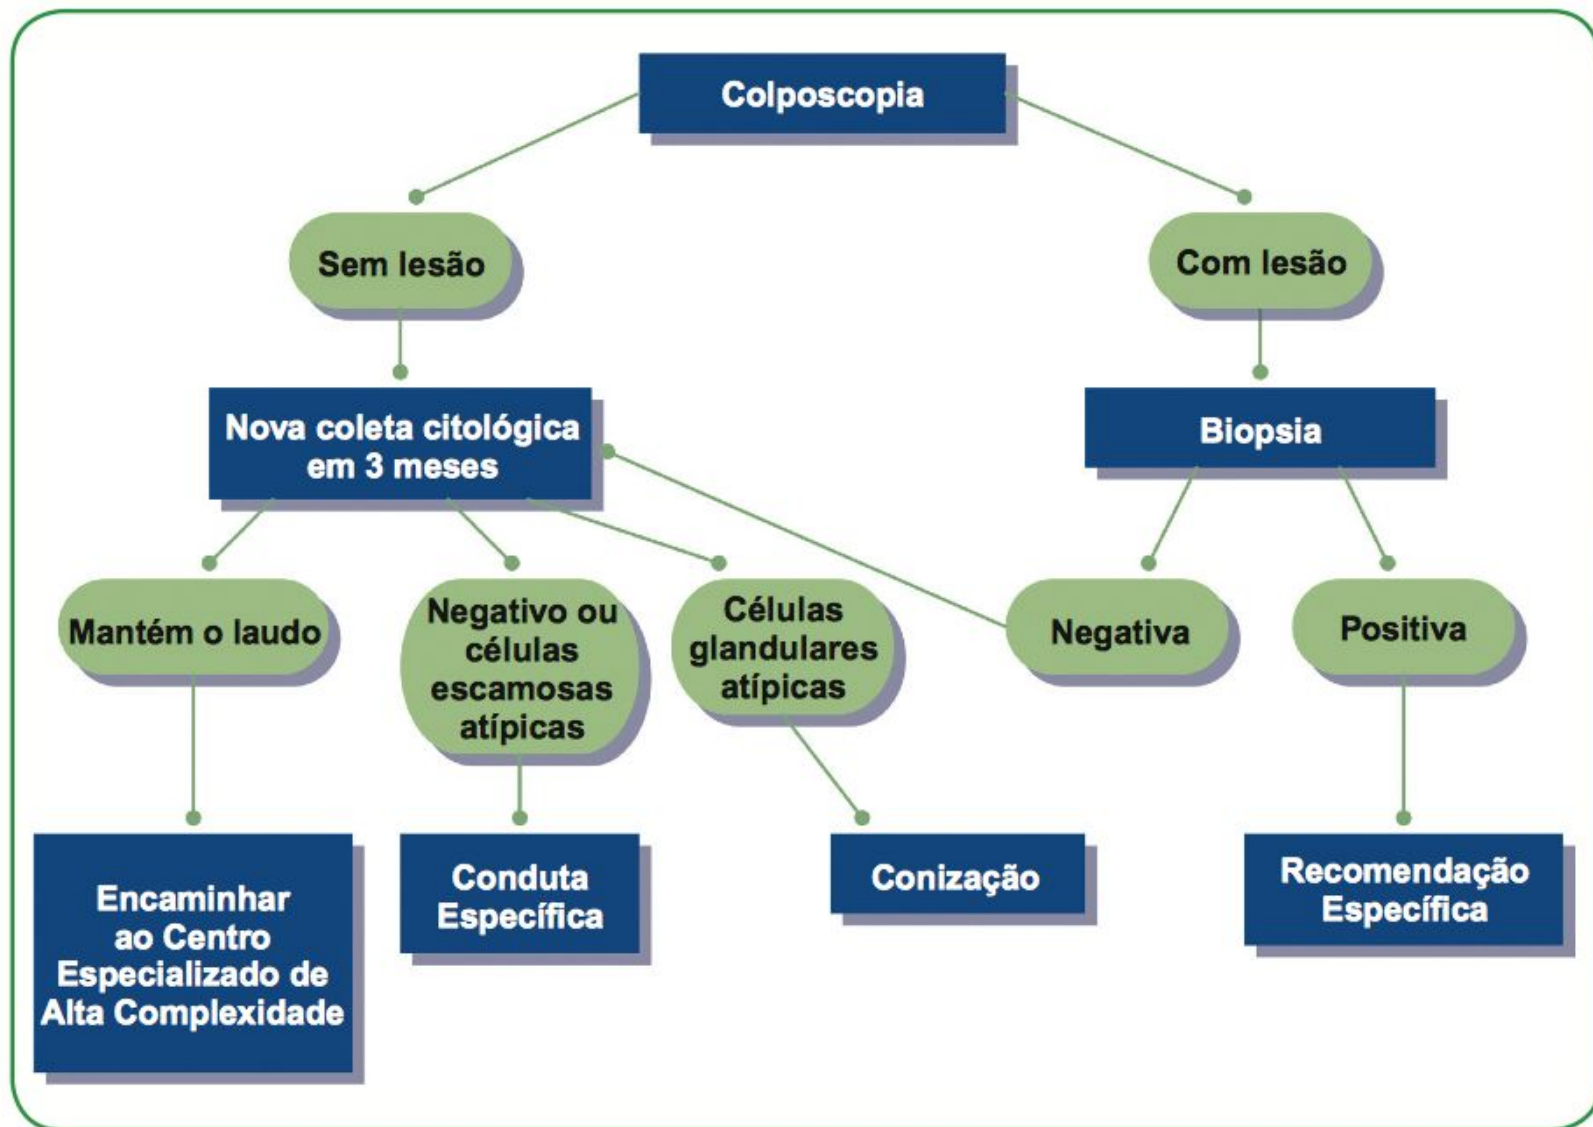 Colposcopia
Sem lesão
Com lesão
Nova coleta citológica
em 3 meses
Biopsia
Mantém o laudo
Negativo ou
células
escamosas
atípicas
Células
glandulares
atípicas
Negativa
Positiva
Encaminhar
ao Centro
Especializado de
Alta Complexidade
Conduta
Específica
Conização
Recomendação
Específica